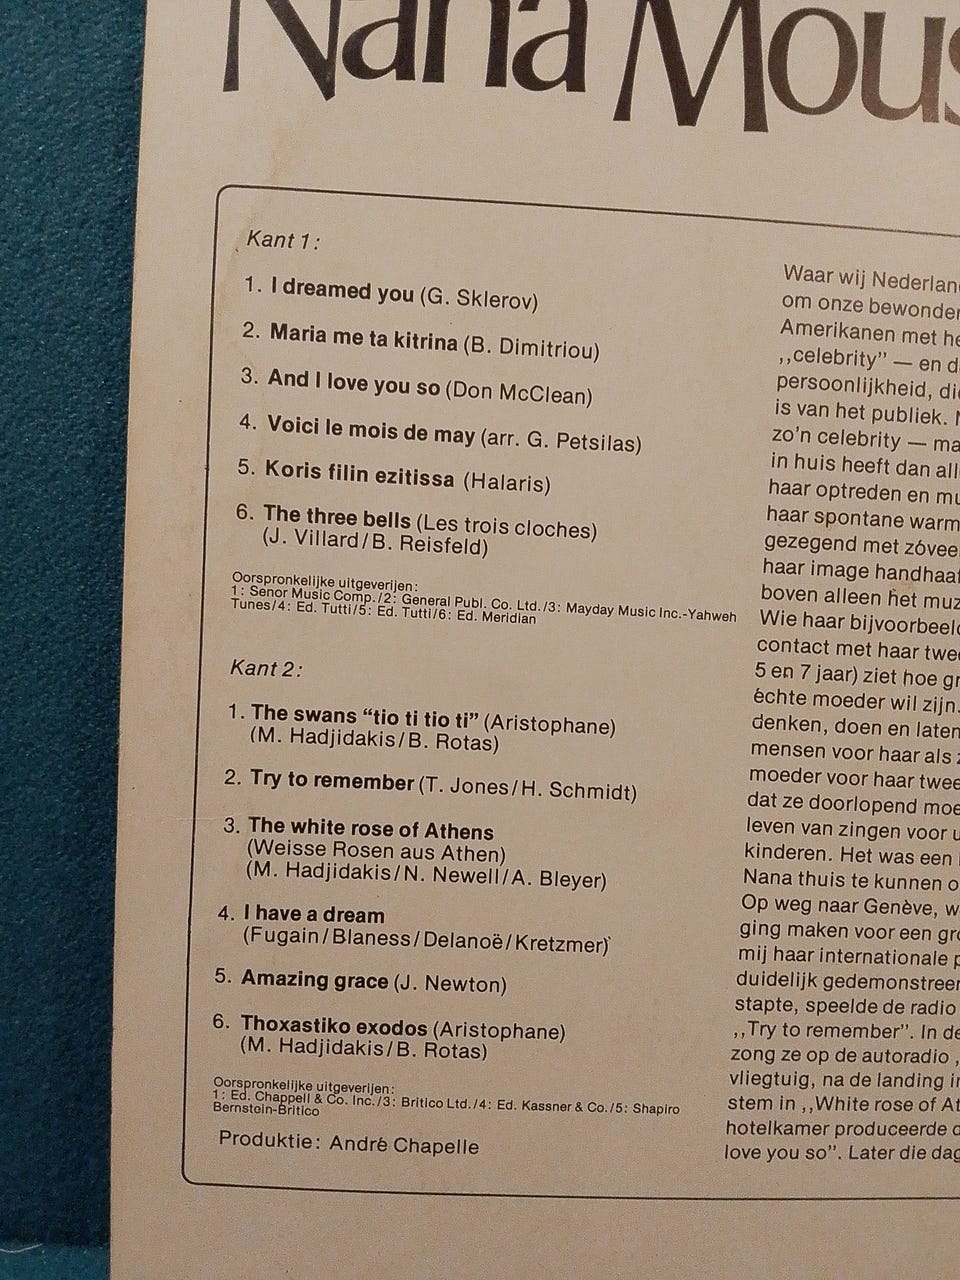 Nana Mous
Kant 1:
1. I dreamed you (G. Sklerov)
2. Maria me ta kitrina (B. Dimitriou)
3. And I love you so (Don McClean)
4. Voici le mois de may (arr. G. Petsilas)
5. Koris filin ezitissa (Halaris)
6. The three bells (Les trois cloches)
(J. Villard/B. Reisfeld)
Oorspronkelijke uitgeverijen:
1: Senor Music Comp./2: General Publ. Co. Ltd./3: Mayday Music Inc.-Yahweh
Tunes/4: Ed. Tutti/5: Ed. Tutti/6: Ed. Meridian
Kant 2:
1. The swans “tio ti tio ti” (Aristophane)
(M. Hadjidakis/B. Rotas)
2. Try to remember (T. Jones/H. Schmidt)
3. The white rose of Athens
(Weisse Rosen aus Athen)
(M. Hadjidakis/N. Newell/A. Bleyer)
4. I have a dream
(Fugain/Blaness/Delanoë/Kretzmer)
5. Amazing grace (J. Newton)
6. Thoxastiko exodos (Aristophane)
(M. Hadjidakis/B. Rotas)
Oorspronkelijke uitgeverijen:
1: Ed. Chappell & Co. Inc./3: Britico Ltd./4: Ed. Kassner & Co./5: Shapiro
Bernstein-Britico
Produktie: André Chapelle
Waar wij Nederlan
om onze bewonder
Amerikanen met he
,,celebrity” — en d
persoonlijkheid, die
is van het publiek.
zo’n celebrity — ma
in huis heeft dan all
haar optreden en mu
haar spontane warm
gezegend met zóvee
haar image handhaaf
boven alleen het muz
Wie haar bijvoorbeeld
contact met haar twee
5 en 7 jaar) ziet hoe gr
échte moeder wil zijn.
denken, doen en laten
mensen voor haar als z
moeder voor haar twee
dat ze doorlopend moe
leven van zingen voor u
kinderen. Het was een
Nana thuis te kunnen o
Op weg naar Genève, w
ging maken voor een gro
mij haar internationale p
duidelijk gedemonstreer
stapte, speelde de radio
,,Try to remember”. In de
zong ze op de autoradio ,
vliegtuig, na de landing in
stem in ,,White rose of At
hotelkamer produceerde d
love you so”. Later die dag